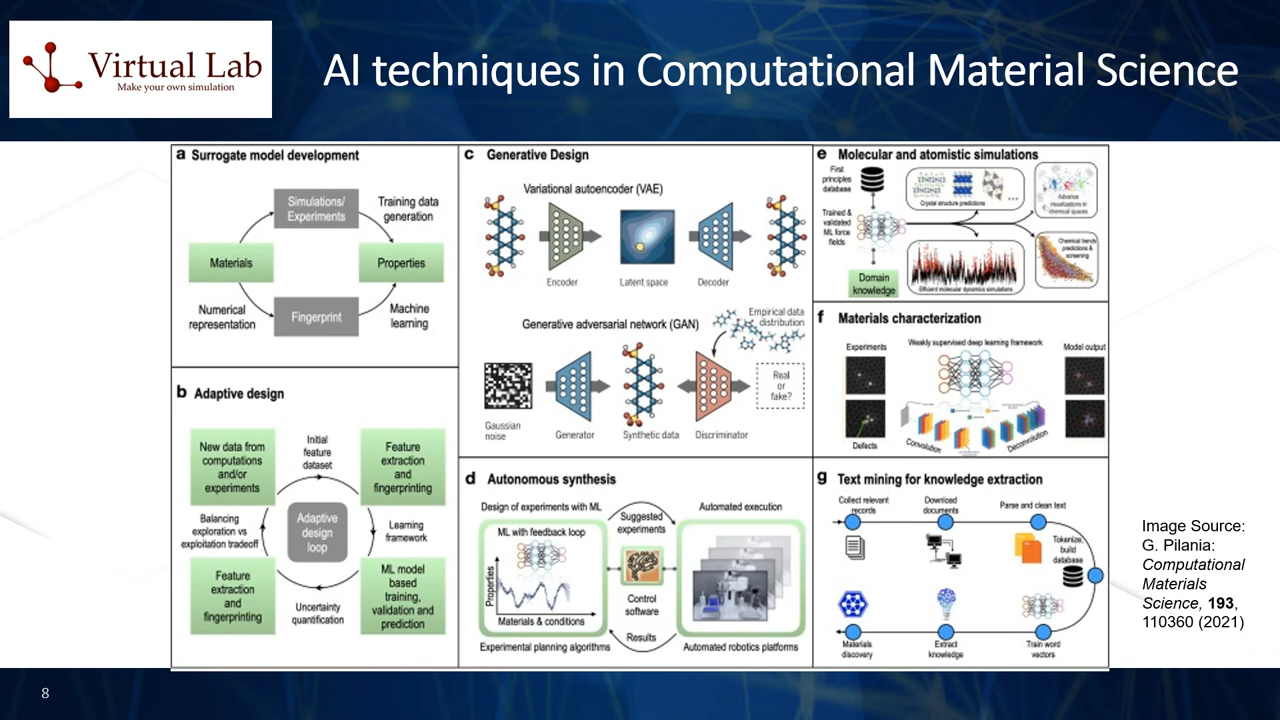 Virtual Lab
Make your own simulation
AI techniques in Computational Material Science
a Surrogate model development
Simulations/
Experiments
Training data
generation
Materials
Properties
Numerical
representation
Fingerprint
Machine
learning
b Adaptive design
New data from
computations
and/or
experiments
Initial
feature
dataset
Feature
extraction
and
fingerprinting
Balancing
exploration vs
exploitation tradeoff
Adaptive
design
loop
Learning
framework
Feature
extraction
and
fingerprinting
Uncertainty
quantification
ML model
based
training,
validation and
prediction
c Generative Design
Variational autoencoder (VAE)
Encoder
Latent space
Decoder
Generative adversarial network (GAN)
Empirical data
distribution
Real
or
fake?
Gaussian
noise
Generator
Synthetic data
Discriminator
d Autonomous synthesis
Design of experiments with ML
Suggested
experiments
Automated execution
ML with feedback loop
Properties
Materials & conditions
Control
software
Results
Experimental planning algorithms
Automated robotics platforms
e Molecular and atomistic simulations
First
principles
database
Crystal structure predictions
...
Advance
visualizations in
chemical spaces
Trained &
validated
ML force
fields
Chemical trends
predictions &
screening
Domain
knowledge
Efficient molecular dynamics simulations
f Materials characterization
Experiments
Weakly supervised deep learning framework
Model output
Defects
Convolution
Deconvolution
g Text mining for knowledge extraction
Collect relevant
records
Download
documents
Parse and clean text
Tokenize,
build
database
Materials
discovery
Extract
knowledge
Train word
vectors
Image Source:
G. Pilania:
Computational
Materials
Science, 193,
110360 (2021)
8